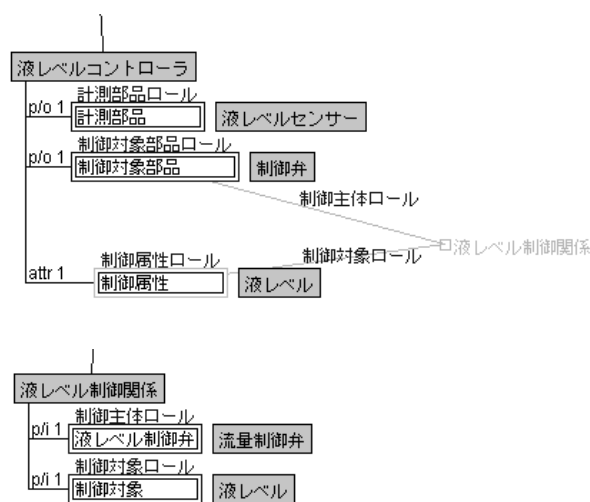 液レベルコントローラ
計測部品ロール
p/o 1 計測部品 液レベルセンサー
制御対象部品ロール
p/o 1 制御対象部品 制御弁
制御主体ロール
液レベル制御関係
制御対象ロール
制御属性ロール
attr 1 制御属性 液レベル
液レベル制御関係
制御主体ロール
p/i 1 液レベル制御弁 流量制御弁
制御対象ロール
p/i 1 制御対象 液レベル